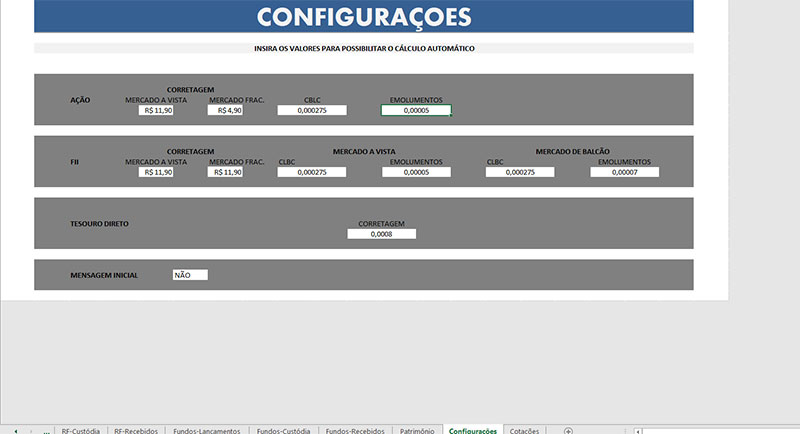 CONFIGURAÇOES
INSIRA OS VALORES PARA POSSIBILITAR O CÁLCULO AUTOMÁTICO
CORRETAGEM
AÇÃO MERCADO A VISTA MERCADO FRAC. CBLC EMOLUMENTOS
R$ 11,90 R$ 4,90 0,000275 0,00005
CORRETAGEM MERCADO A VISTA MERCADO DE BALCÃO
FII MERCADO A VISTA MERCADO FRAC. CLBC EMOLUMENTOS CLBC EMOLUMENTOS
R$ 11,90 R$ 11,90 0,000275 0,00005 0,000275 0,00007
TESOURO DIRETO CORRETAGEM
0,0008
MENSAGEM INICIAL NÃO
... RF-Custódia RF-Recebidos Fundos-Lançamentos Fundos-Custódia Fundos-Recebidos Patrimônio Configurações Cotações